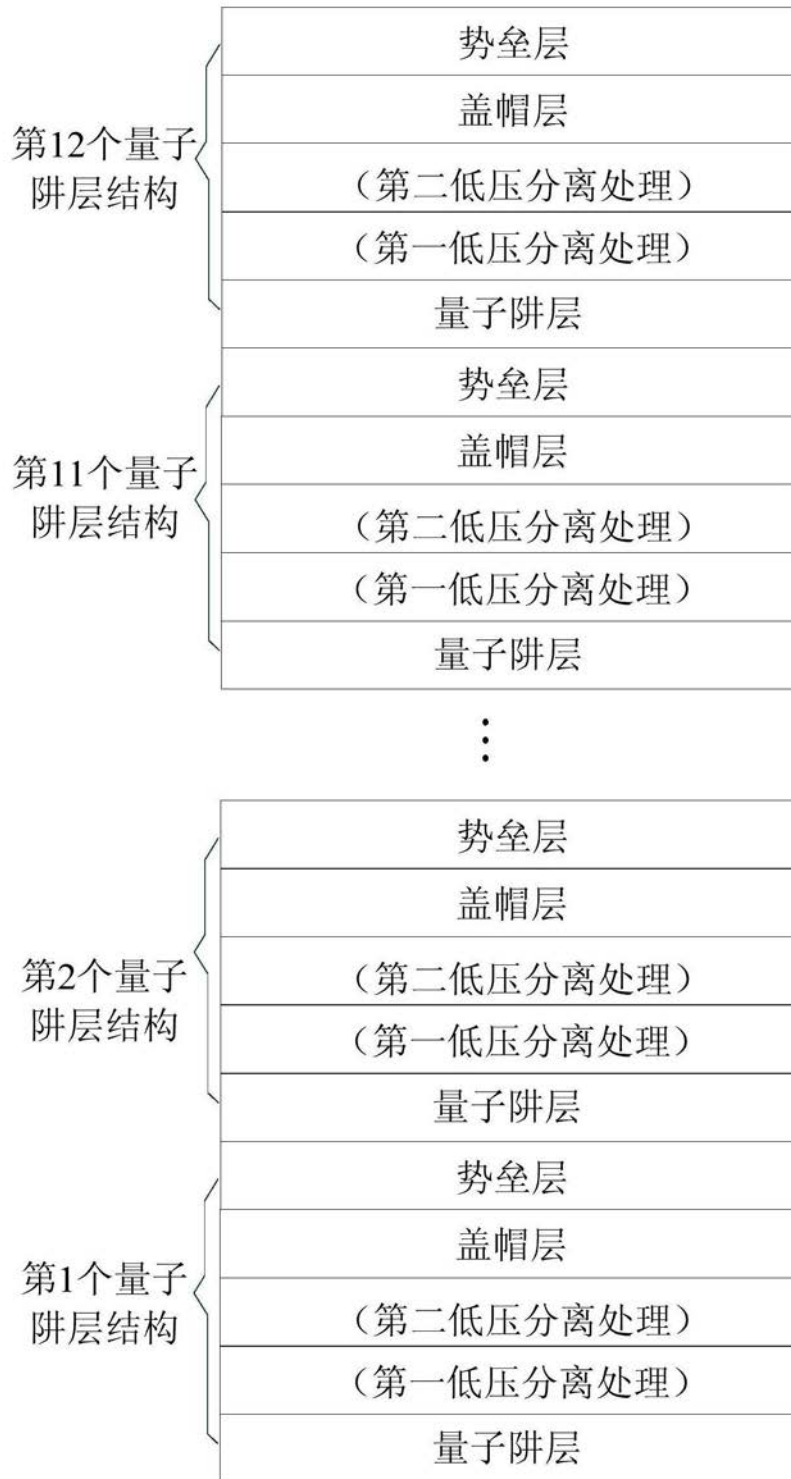 势垒层
盖帽层
第12个量子
阱层结构
（第二低压分离处理）
（第一低压分离处理）
量子阱层
势垒层
盖帽层
第11个量子
阱层结构
（第二低压分离处理）
（第一低压分离处理）
量子阱层
势垒层
盖帽层
第2个量子
阱层结构
（第二低压分离处理）
（第一低压分离处理）
量子阱层
势垒层
盖帽层
第1个量子
阱层结构
（第二低压分离处理）
（第一低压分离处理）
量子阱层